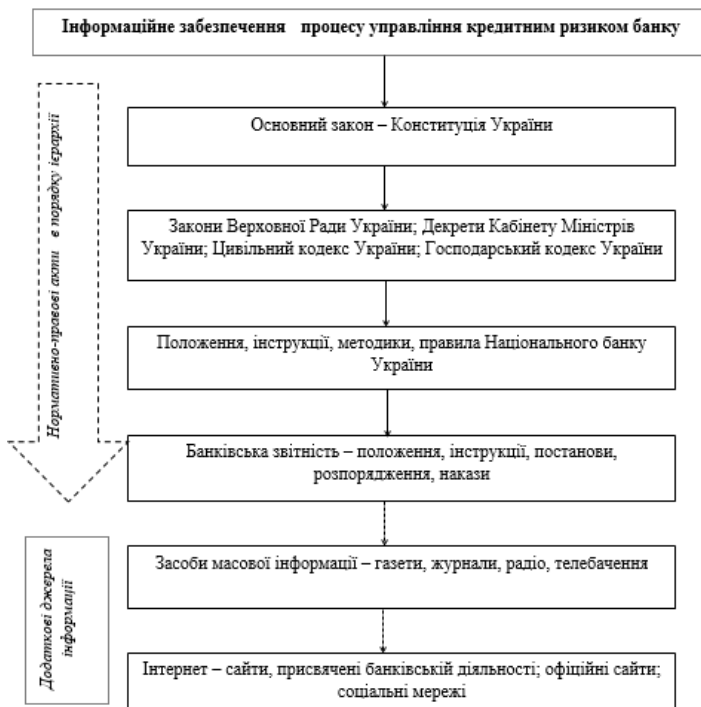 Інформаційне забезпечення процесу управління кредитним ризиком банку
Нормативно-правові акти в порядку ієрархії
Основний закон – Конституція України
Закони Верховної Ради України; Декрети Кабінету Міністрів
України; Цивільний кодекс України; Господарський кодекс України
Положення, інструкції, методики, правила Національного банку
України
Банківська звітність – положення, інструкції, постанови,
розпорядження, накази
Додаткові джерела
інформації
Засоби масової інформації – газети, журнали, радіо, телебачення
Інтернет – сайти, присвячені банківській діяльності; офіційні сайти;
соціальні мережі